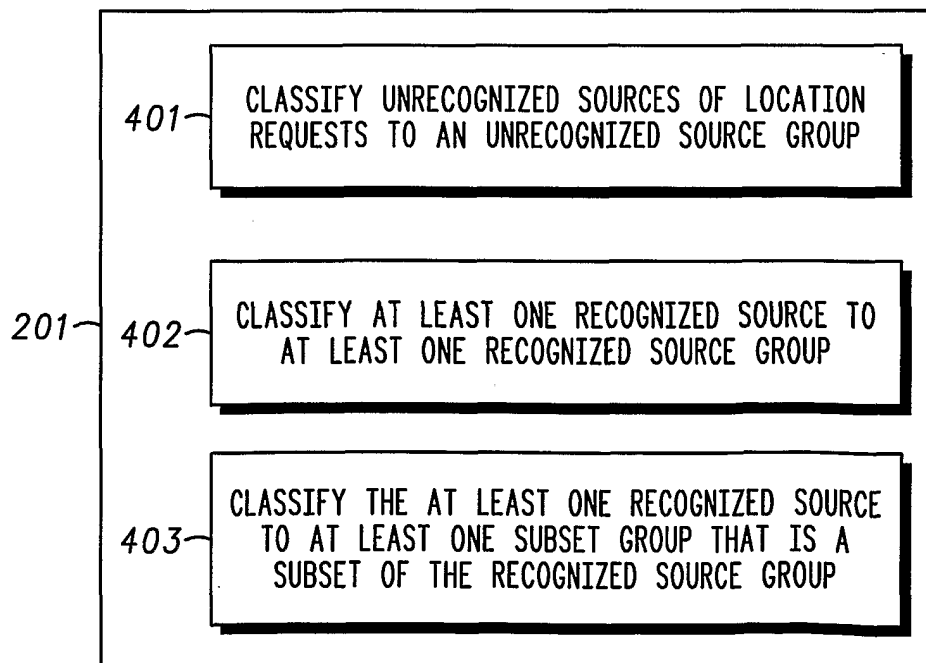 401
CLASSIFY UNRECOGNIZED SOURCES OF LOCATION
REQUESTS TO AN UNRECOGNIZED SOURCE GROUP
201
402
CLASSIFY AT LEAST ONE RECOGNIZED SOURCE TO
AT LEAST ONE RECOGNIZED SOURCE GROUP
403
CLASSIFY THE AT LEAST ONE RECOGNIZED SOURCE
TO AT LEAST ONE SUBSET GROUP THAT IS A
SUBSET OF THE RECOGNIZED SOURCE GROUP